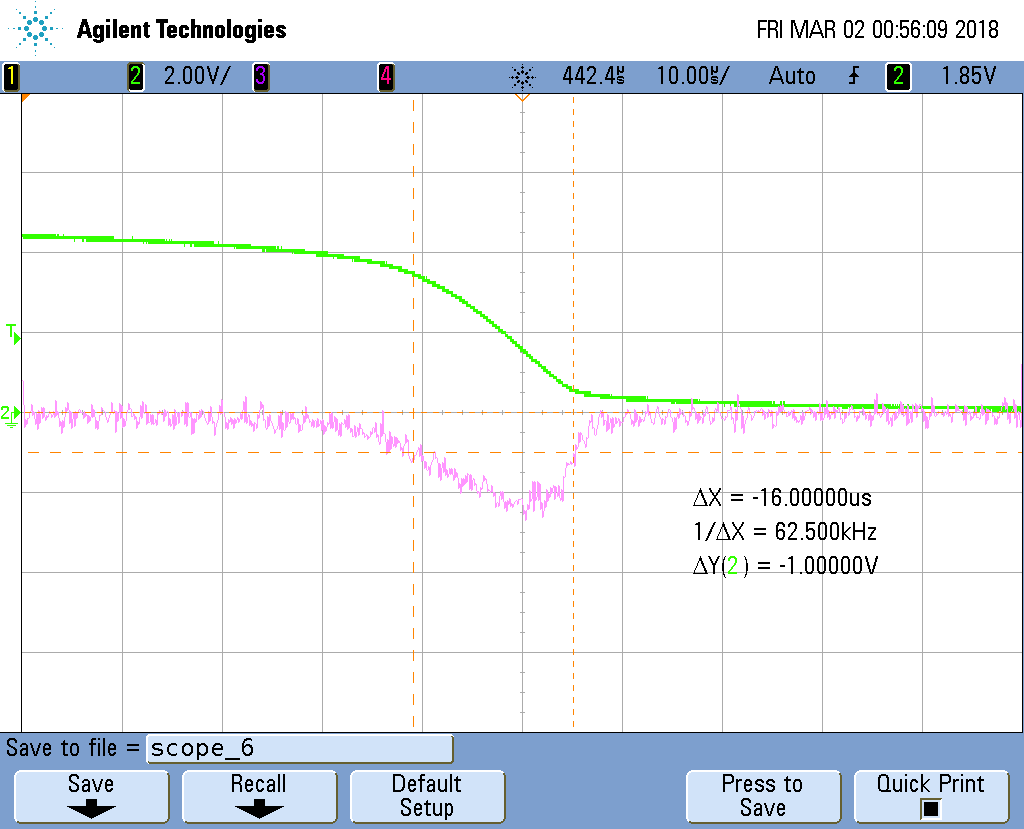 Agilent Technologies FRI MAR 02 00:56:09 2018
1 2 2.00V/ 3 4 442.4µs 10.00µs/ Auto 2 1.85V
T
2
ΔX = -16.00000us
1/ΔX = 62.500kHz
ΔY(2) = -1.00000V
Save to file = scope_6
Save Recall Default Setup Press to Save Quick Print